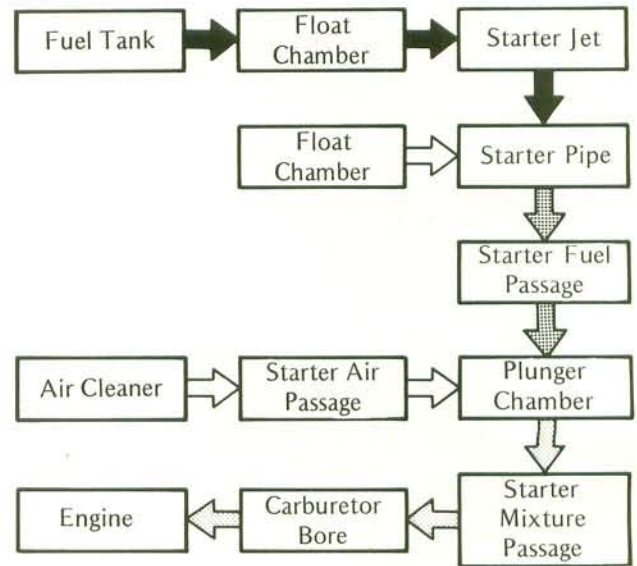 Fuel Tank
Float
Chamber
Starter Jet
Float
Chamber
Starter Pipe
Starter Fuel
Passage
Air Cleaner
Starter Air
Passage
Plunger
Chamber
Engine
Carburetor
Bore
Starter
Mixture
Passage